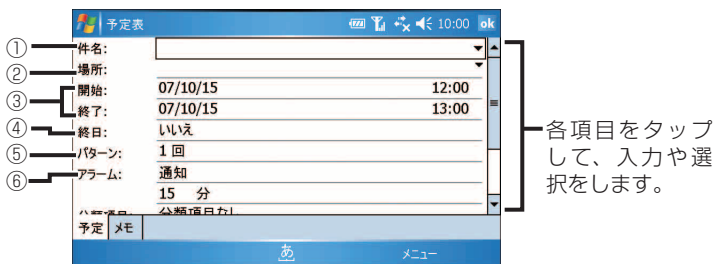 予定表 10:00 ok
① 件名:
② 場所:
③ 開始: 07/10/15 12:00
終了: 07/10/15 13:00
④ 終日: いいえ
⑤ パターン: 1 回
⑥ アラーム: 通知
15 分
分類項目: 分類項目なし
予定 メモ
あ メニュー
各項目をタップ
して、入力や選
択をします。